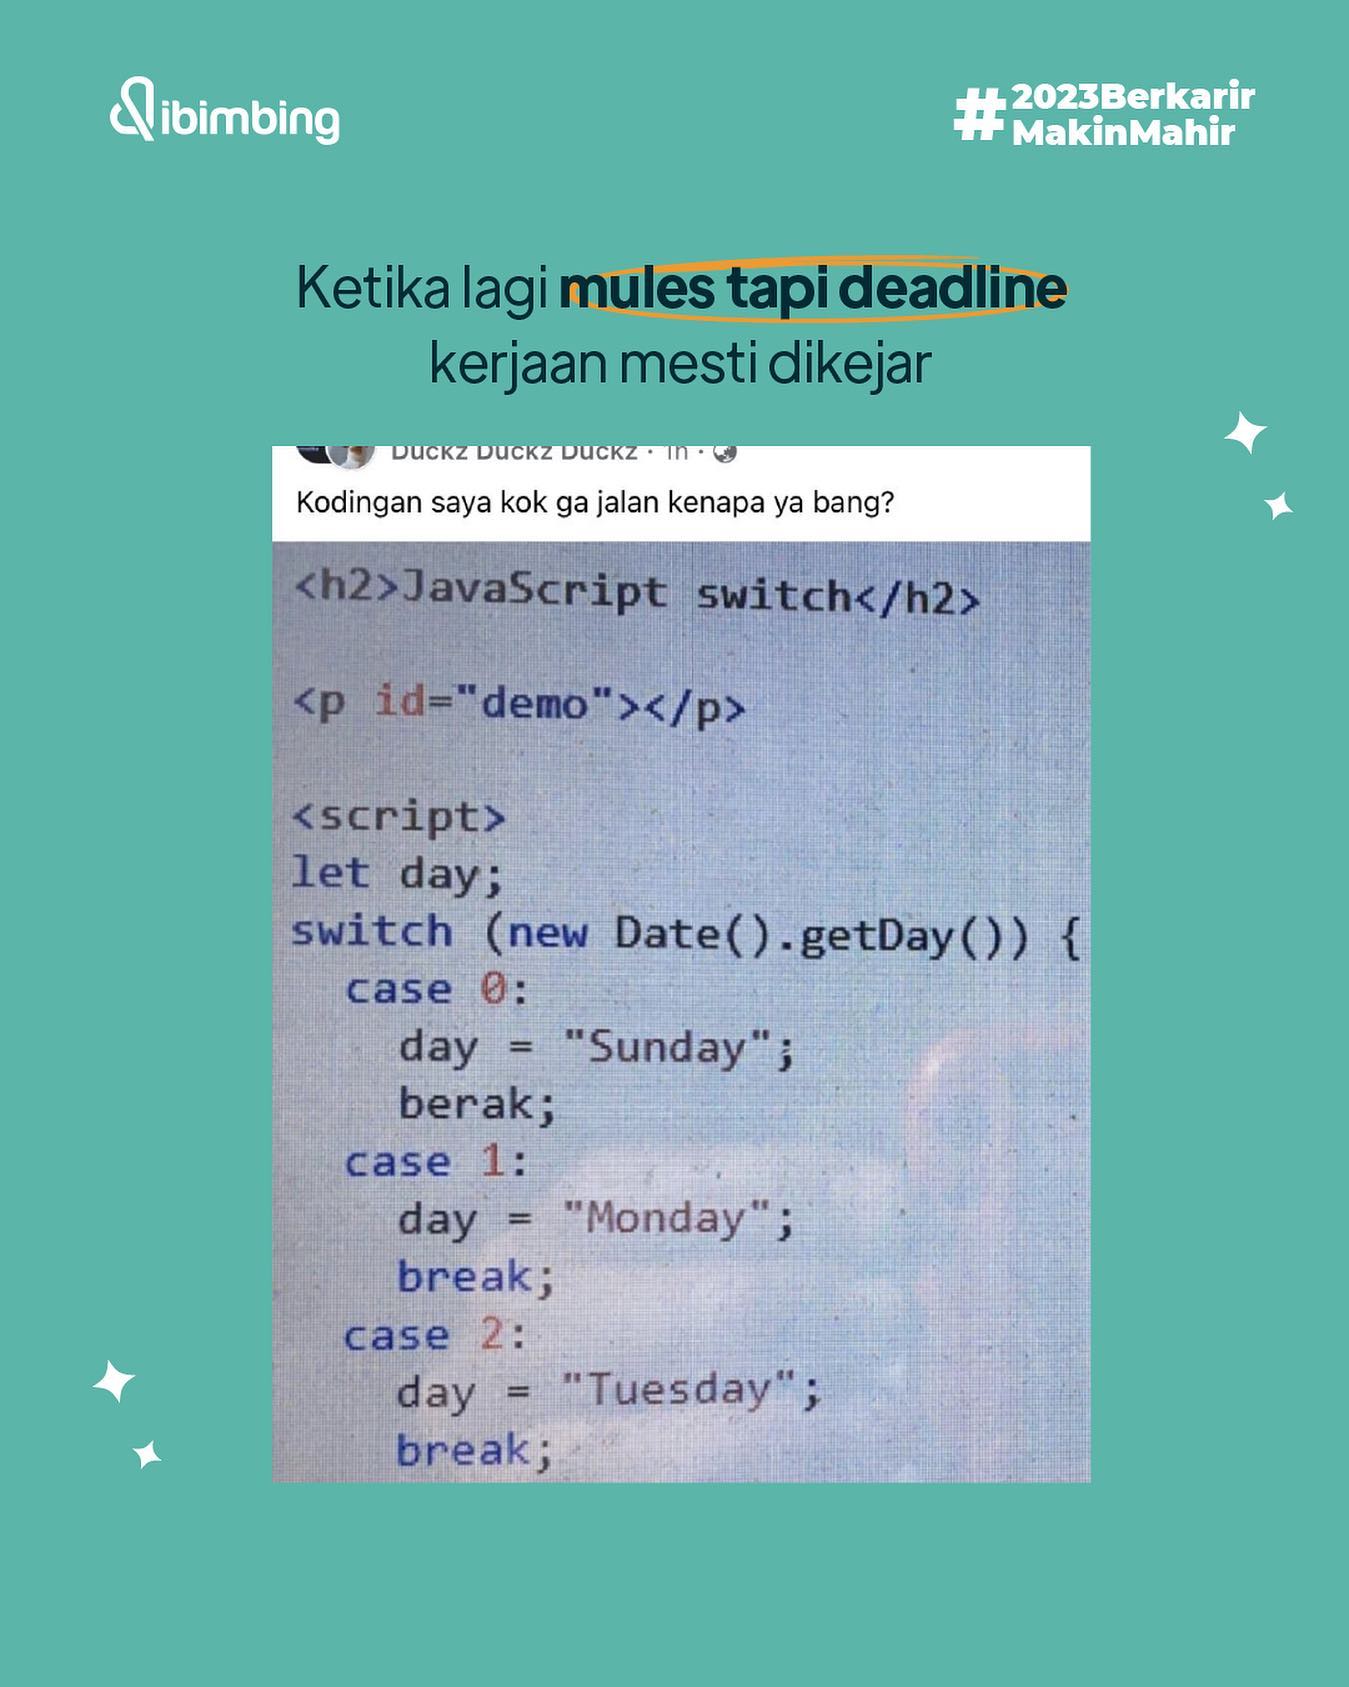 ibimbing
#2023Berkarir
MakinMahir
Ketika lagi mules tapi deadline
kerjaan mesti dikejar
Duckz Duckz Duckz · 1h ·
Kodingan saya kok ga jalan kenapa ya bang?
<h2>JavaScript switch</h2>
<p id="demo"></p>
<script>
let day;
switch (new Date().getDay()) {
case 0:
day = "Sunday";
berak;
case 1:
day = "Monday";
break;
case 2:
day = "Tuesday";
break;